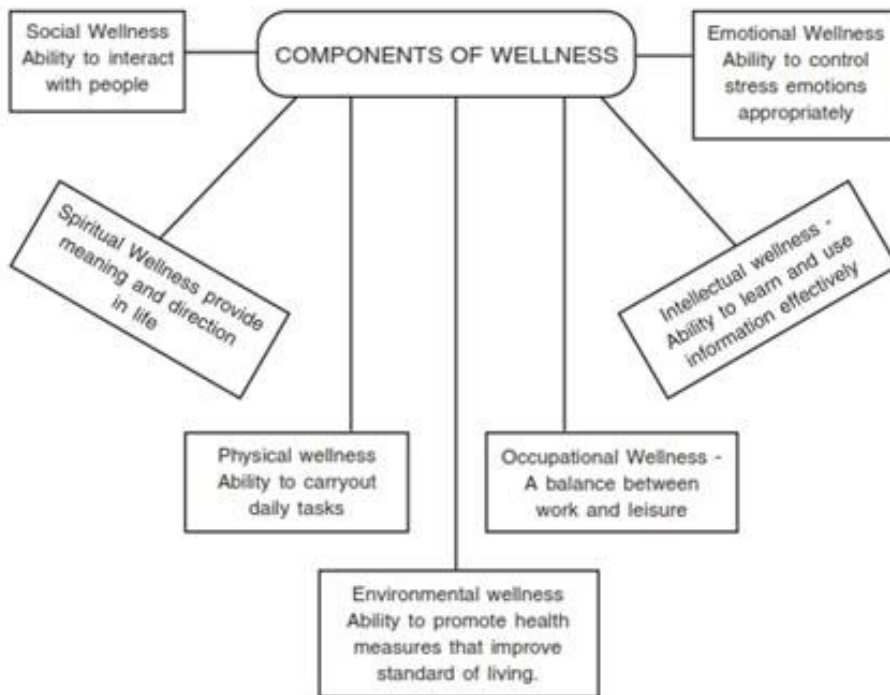 COMPONENTS OF WELLNESS
Social Wellness
Ability to interact
with people
Emotional Wellness
Ability to control
stress emotions
appropriately
Spiritual Wellness provide
meaning and direction
in life
Intellectual wellness -
Ability to learn and use
information effectively
Physical wellness
Ability to carryout
daily tasks
Occupational Wellness -
A balance between
work and leisure
Environmental wellness
Ability to promote health
measures that improve
standard of living.